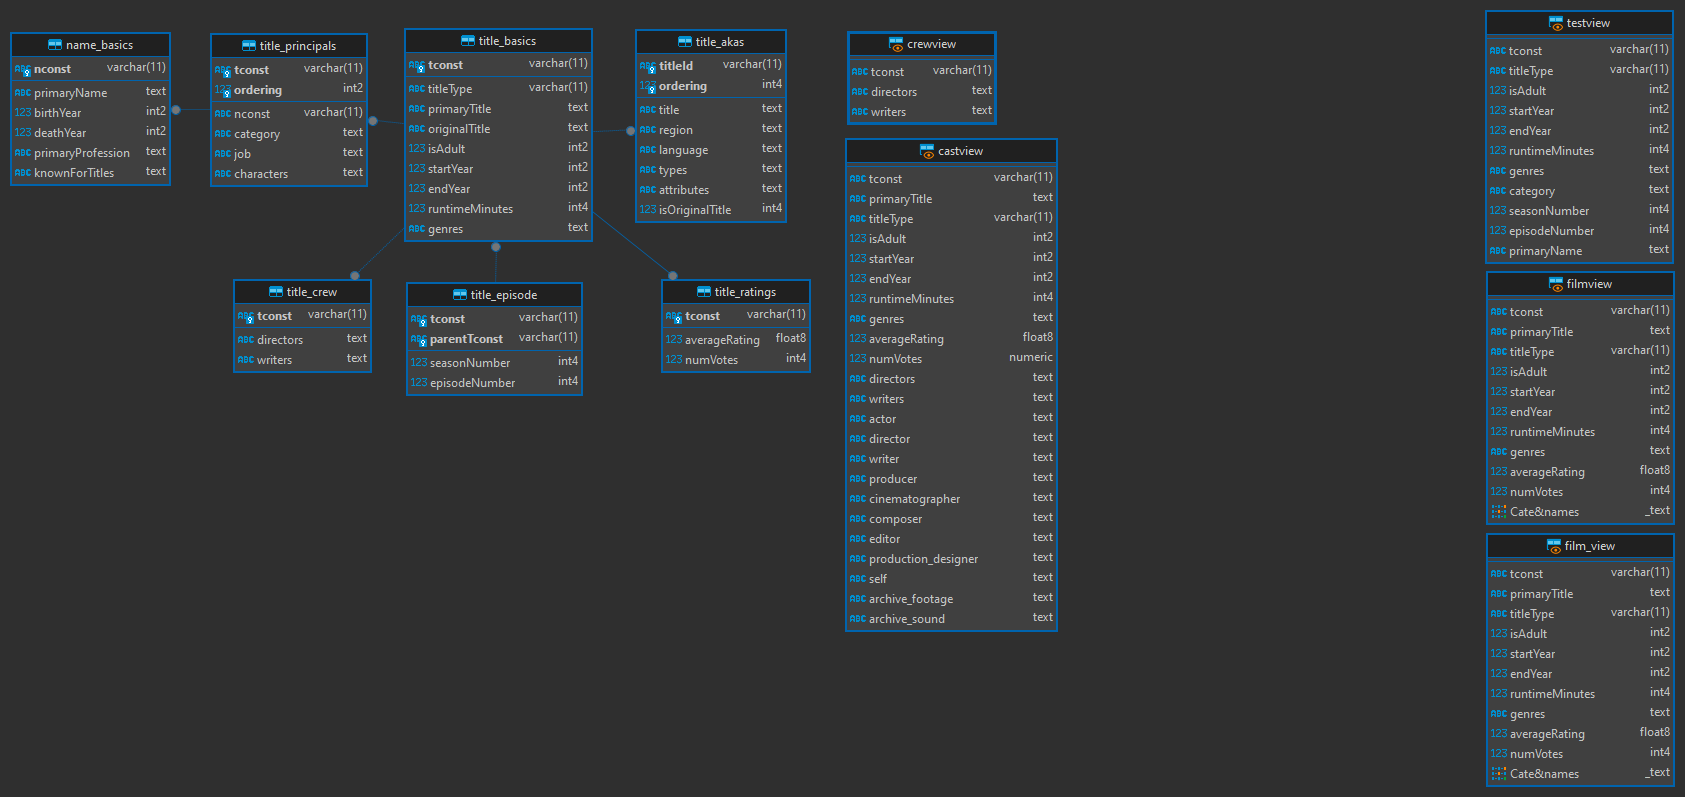 name_basics
nconst varchar(11)
primaryName text
birthYear int2
deathYear int2
primaryProfession text
knownForTitles text
title_principals
tconst varchar(11)
ordering int2
nconst varchar(11)
category text
job text
characters text
title_basics
tconst varchar(11)
titleType varchar(11)
primaryTitle text
originalTitle text
isAdult int2
startYear int2
endYear int2
runtimeMinutes int4
genres text
title_akas
titleId varchar(11)
ordering int4
title text
region text
language text
types text
attributes text
isOriginalTitle int4
title_crew
tconst varchar(11)
directors text
writers text
title_episode
tconst varchar(11)
parentTconst varchar(11)
seasonNumber int4
episodeNumber int4
title_ratings
tconst varchar(11)
averageRating float8
numVotes int4
crewview
tconst varchar(11)
directors text
writers text
castview
tconst varchar(11)
primaryTitle text
titleType varchar(11)
isAdult int2
startYear int2
endYear int2
runtimeMinutes int4
genres text
averageRating float8
numVotes numeric
directors text
writers text
actor text
director text
writer text
producer text
cinematographer text
composer text
editor text
production_designer text
self text
archive_footage text
archive_sound text
testview
tconst varchar(11)
titleType varchar(11)
isAdult int2
startYear int2
endYear int2
runtimeMinutes int4
genres text
category text
seasonNumber int4
episodeNumber int4
primaryName text
filmview
tconst varchar(11)
primaryTitle text
titleType varchar(11)
isAdult int2
startYear int2
endYear int2
runtimeMinutes int4
genres text
averageRating float8
numVotes int4
Cate&names _text
film_view
tconst varchar(11)
primaryTitle text
titleType varchar(11)
isAdult int2
startYear int2
endYear int2
runtimeMinutes int4
genres text
averageRating float8
numVotes int4
Cate&names _text